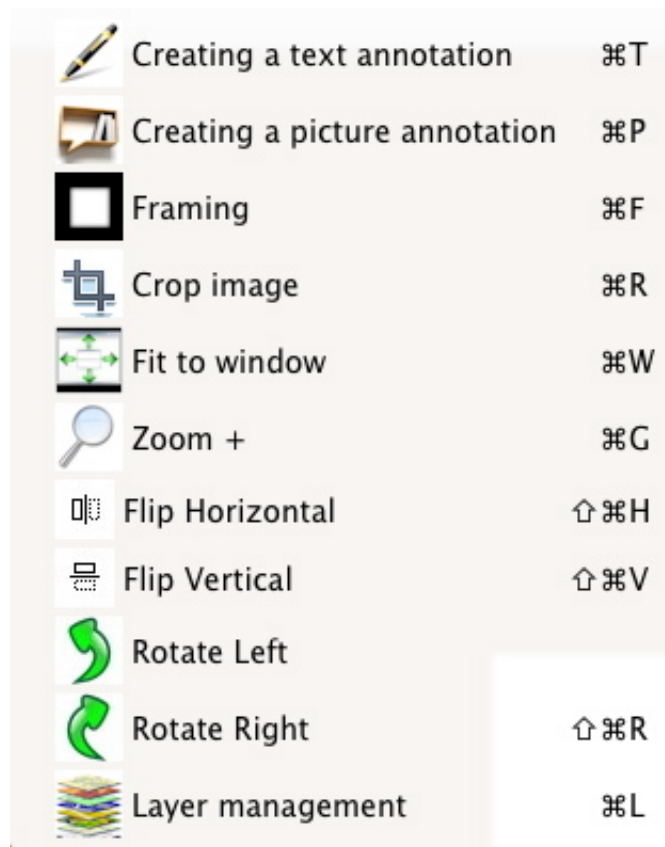 Creating a text annotation ⌘T
Creating a picture annotation ⌘P
Framing ⌘F
Crop image ⌘R
Fit to window ⌘W
Zoom + ⌘G
Flip Horizontal ⇧⌘H
Flip Vertical ⇧⌘V
Rotate Left
Rotate Right ⇧⌘R
Layer management ⌘L